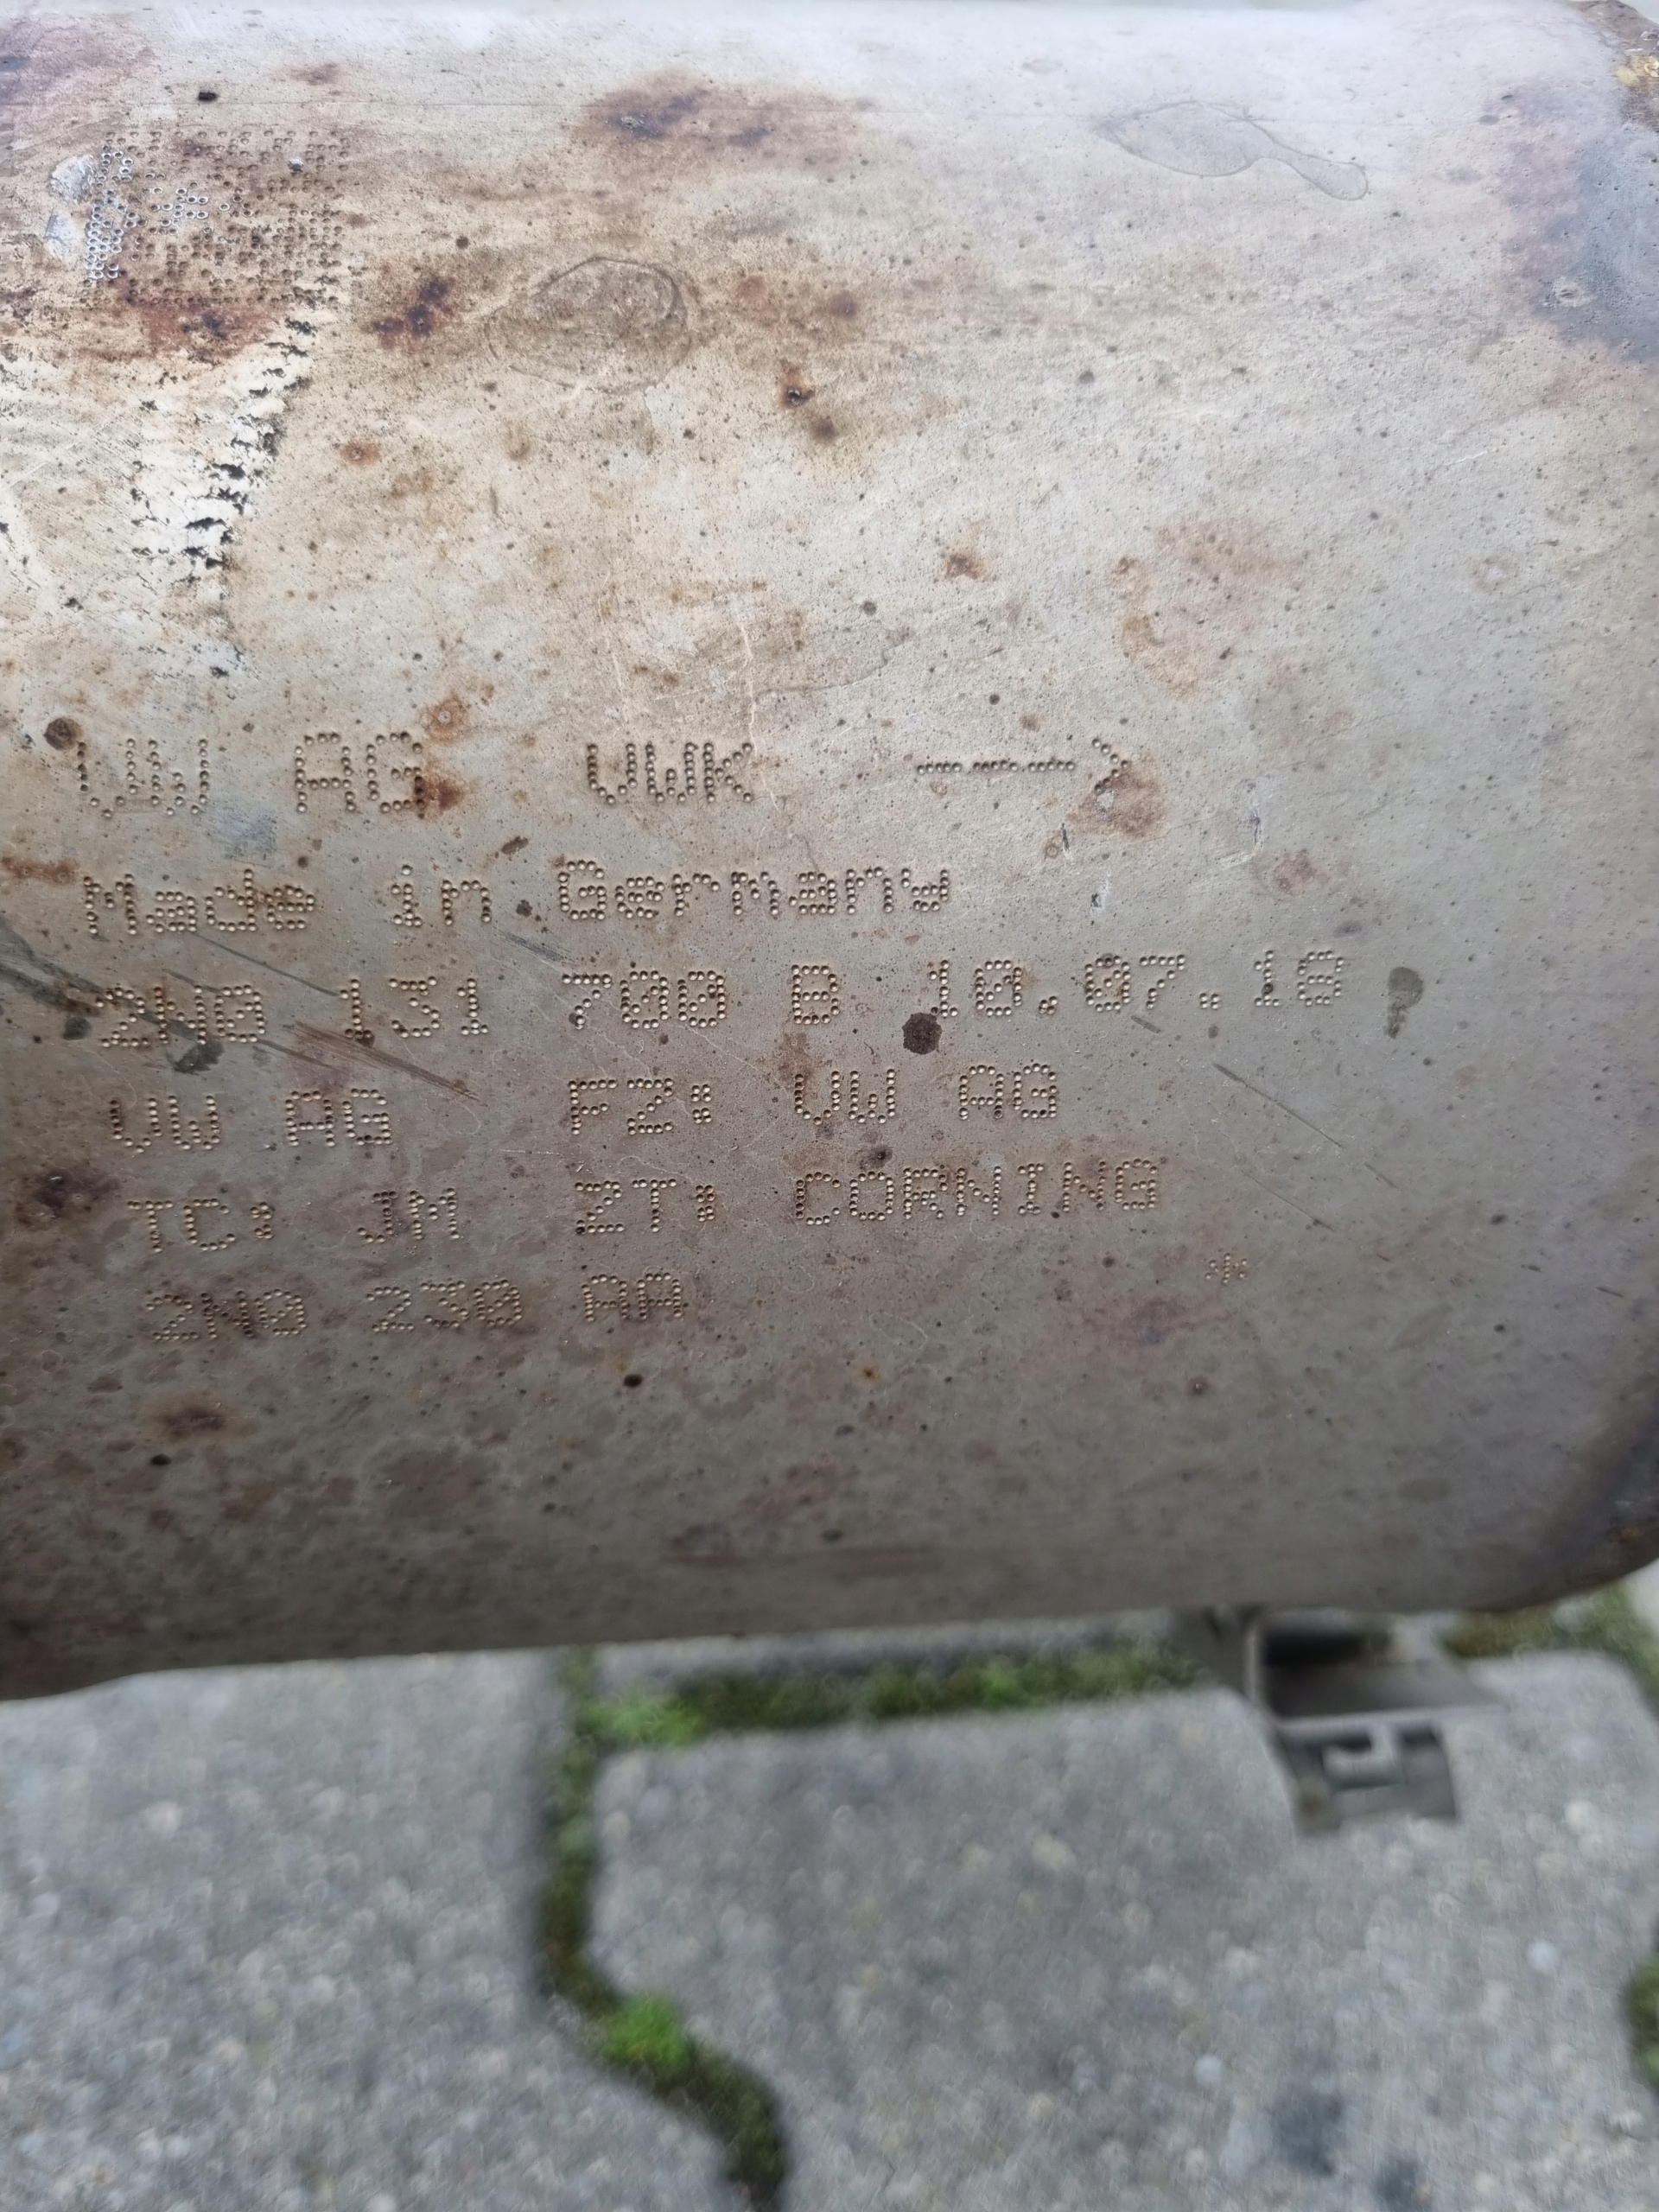 VW AG VWK →
Made in Germany
2N0 131 700 B 10.07.18
VW AG FZ: VW AG
TC: JM ZT: CORNING
2N0 230 AA *